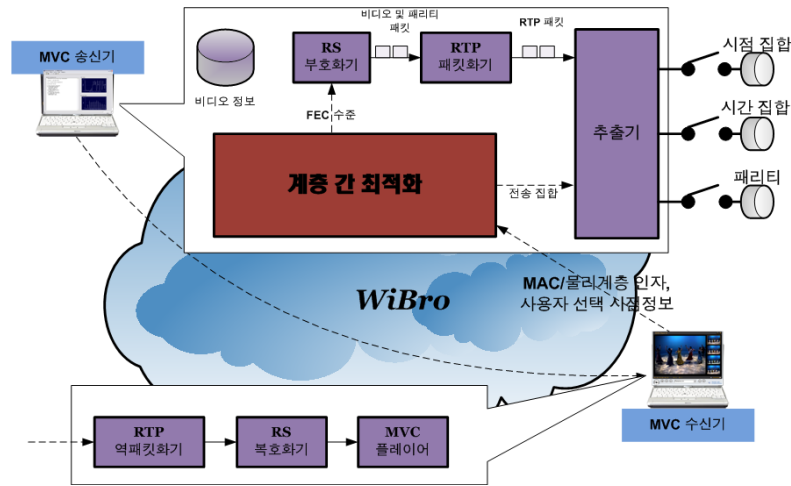 MVC 송신기
비디오 정보
RS
부호화기
비디오 및 패리티
패킷
RTP
패킷화기
RTP 패킷
추출기
시점 집합
시간 집합
패리티
FEC 수준
계층 간 최적화
전송 집합
WiBro
MAC/물리계층 인자,
사용자 선택 시점정보
MVC 수신기
RTP
역패킷화기
RS
복호화기
MVC
플레이어